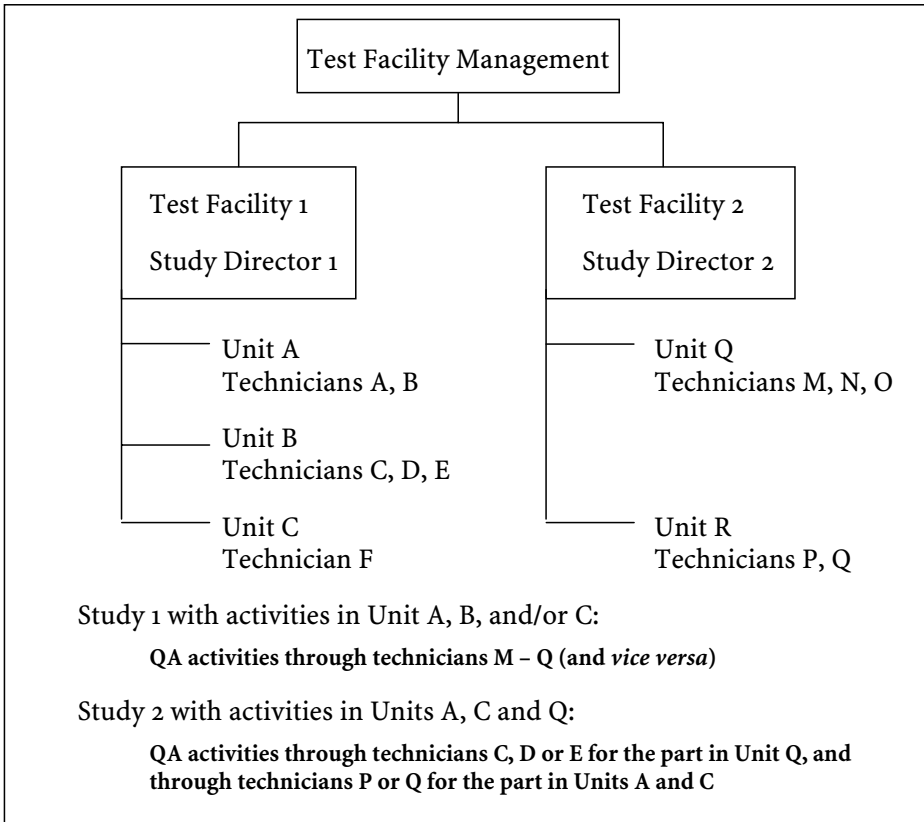 Test Facility Management
Test Facility 1
Study Director 1
Test Facility 2
Study Director 2
Unit A
Technicians A, B
Unit B
Technicians C, D, E
Unit C
Technician F
Unit Q
Technicians M, N, O
Unit R
Technicians P, Q
Study 1 with activities in Unit A, B, and/or C:
QA activities through technicians M – Q (and vice versa)
Study 2 with activities in Units A, C and Q:
QA activities through technicians C, D or E for the part in Unit Q, and
through technicians P or Q for the part in Units A and C